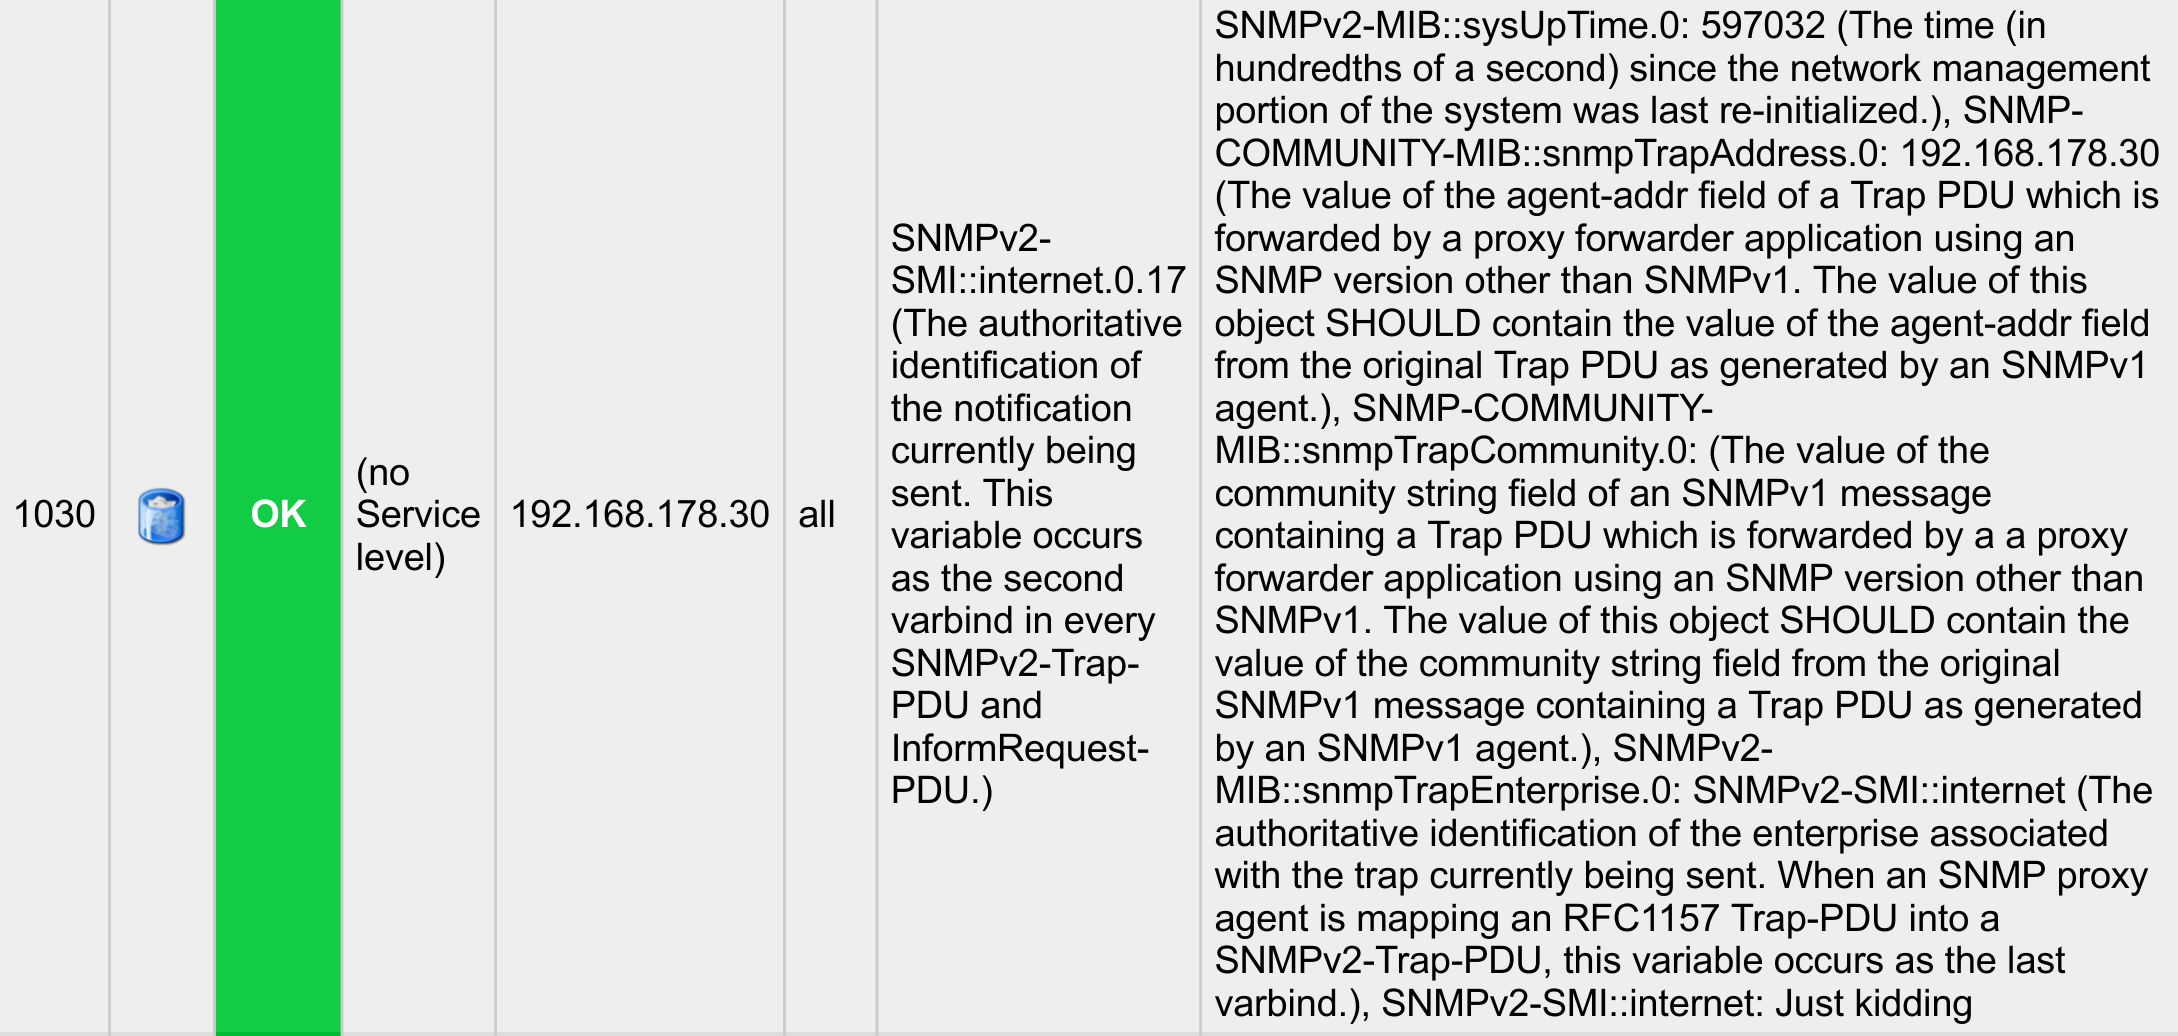 1030
OK
(no
Service
level)
192.168.178.30
all
SNMPv2-
SMI::internet.0.17
(The authoritative
identification of
the notification
currently being
sent. This
variable occurs
as the second
varbind in every
SNMPv2-Trap-
PDU and
InformRequest-
PDU.)
SNMPv2-MIB::sysUpTime.0: 597032 (The time (in
hundredths of a second) since the network management
portion of the system was last re-initialized.), SNMP-
COMMUNITY-MIB::snmpTrapAddress.0: 192.168.178.30
(The value of the agent-addr field of a Trap PDU which is
forwarded by a proxy forwarder application using an
SNMP version other than SNMPv1. The value of this
object SHOULD contain the value of the agent-addr field
from the original Trap PDU as generated by an SNMPv1
agent.), SNMP-COMMUNITY-
MIB::snmpTrapCommunity.0: (The value of the
community string field of an SNMPv1 message
containing a Trap PDU which is forwarded by a a proxy
forwarder application using an SNMP version other than
SNMPv1. The value of this object SHOULD contain the
value of the community string field from the original
SNMPv1 message containing a Trap PDU as generated
by an SNMPv1 agent.), SNMPv2-
MIB::snmpTrapEnterprise.0: SNMPv2-SMI::internet (The
authoritative identification of the enterprise associated
with the trap currently being sent. When an SNMP proxy
agent is mapping an RFC1157 Trap-PDU into a
SNMPv2-Trap-PDU, this variable occurs as the last
varbind.), SNMPv2-SMI::internet: Just kidding